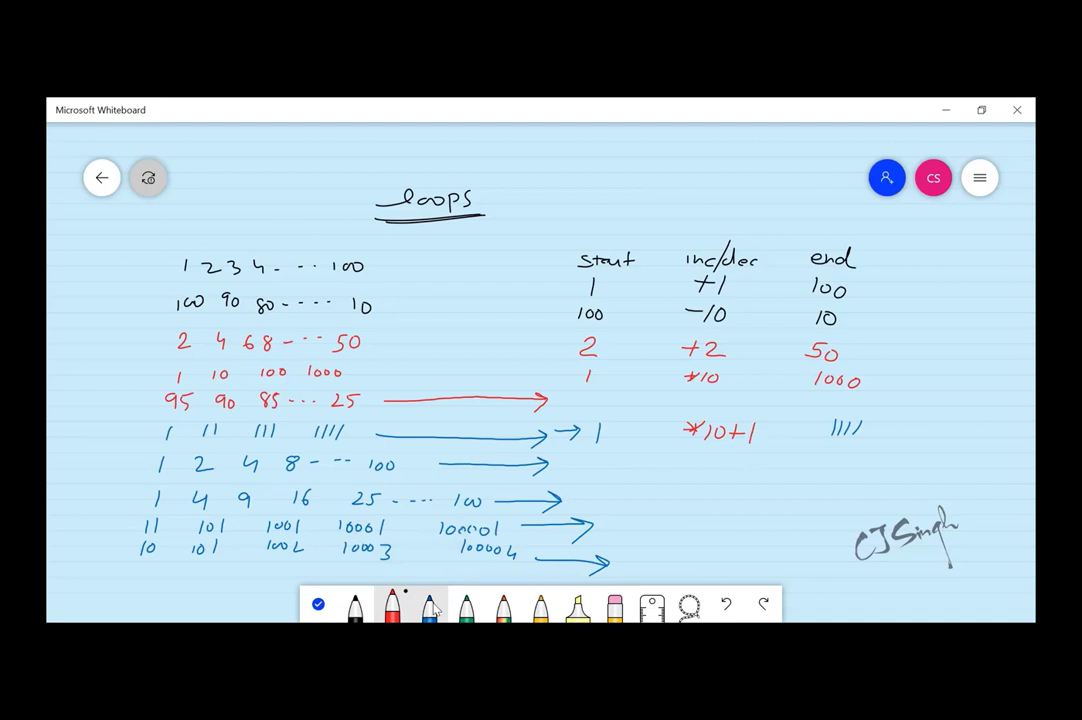 Microsoft Whiteboard
CS
loops
1 2 3 4 - -- 100 start inc/dec end
1 +1 100
100 90 80 ---- 10 100 -10 10
2 4 6 8 - -- 50 2 +2 50
1 10 100 1000 1 *10 1000
95 90 85 --- 25
1 11 111 1111 1 *10+1 1111
1 2 4 8 - -- 100
1 4 9 16 25 ---- 100
11 101 1001 10001 100001
10 101 1002 10003 100004
CJSingh